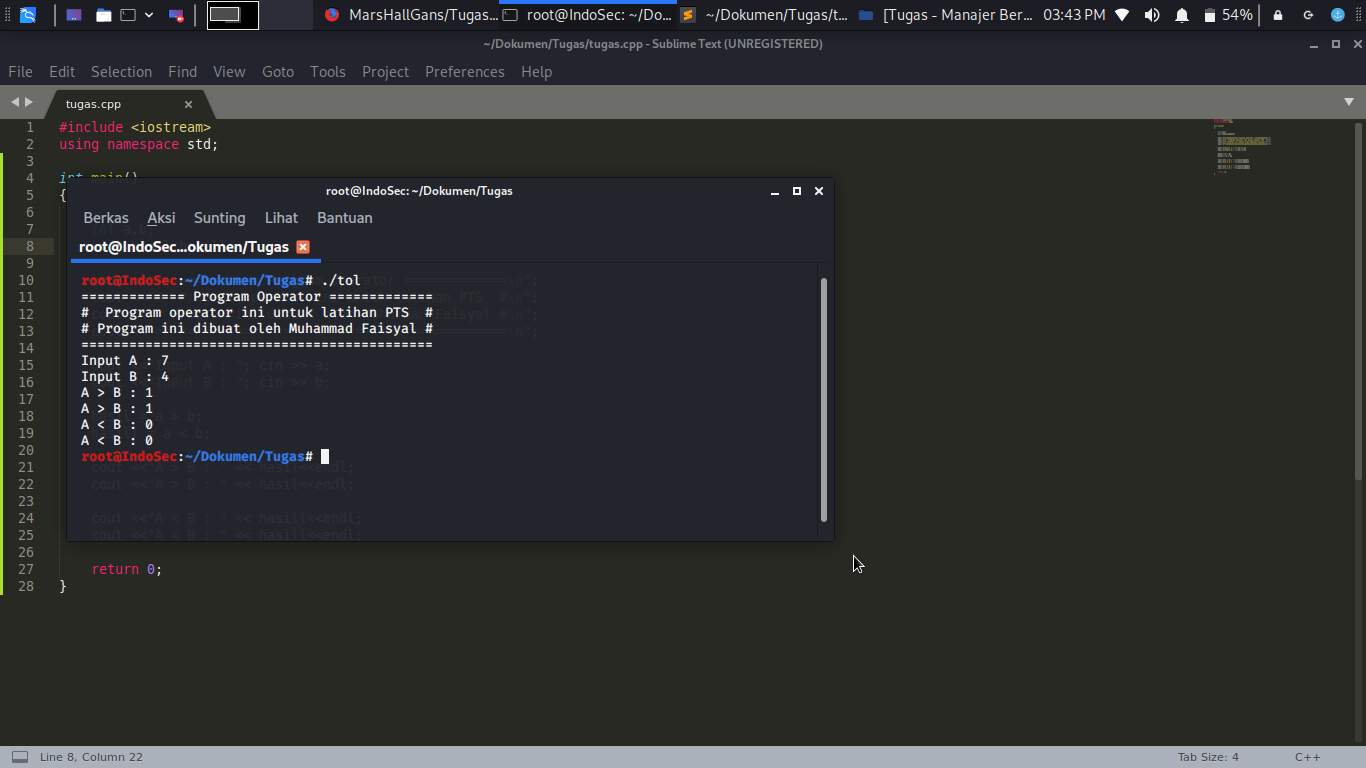 MarsHallGans/Tugas...
root@IndoSec: ~/Do...
~/Dokumen/Tugas/t...
[Tugas - Manajer Ber...
03:43 PM
54%
~/Dokumen/Tugas/tugas.cpp - Sublime Text (UNREGISTERED)
File Edit Selection Find View Goto Tools Project Preferences Help
tugas.cpp
1 #include <iostream>
2 using namespace std;
3
4 int main()
5 {
6
7 int a,b;
8
9
10
11
12
13
14
15 Input A : "; cin >> a;
16 Input B : "; cin >> b;
17
18 a > b;
19 a < b;
20
21 cout <<"A > B : " << hasil<<endl;
22 cout <<"A > B : " << hasil<<endl;
23
24 cout <<"A < B : " << hasill<<endl;
25 cout <<"A < B : " << hasill<<endl;
26
27 return 0;
28 }
root@IndoSec: ~/Dokumen/Tugas
Berkas Aksi Sunting Lihat Bantuan
root@IndoSec...okumen/Tugas
root@IndoSec:~/Dokumen/Tugas# ./tol
============= Program Operator =============
#  Program operator ini untuk latihan PTS  #
# Program ini dibuat oleh Muhammad Faisyal #
============================================
Input A : 7
Input B : 4
A > B : 1
A > B : 1
A < B : 0
A < B : 0
root@IndoSec:~/Dokumen/Tugas#
Line 8, Column 22
Tab Size: 4
C++